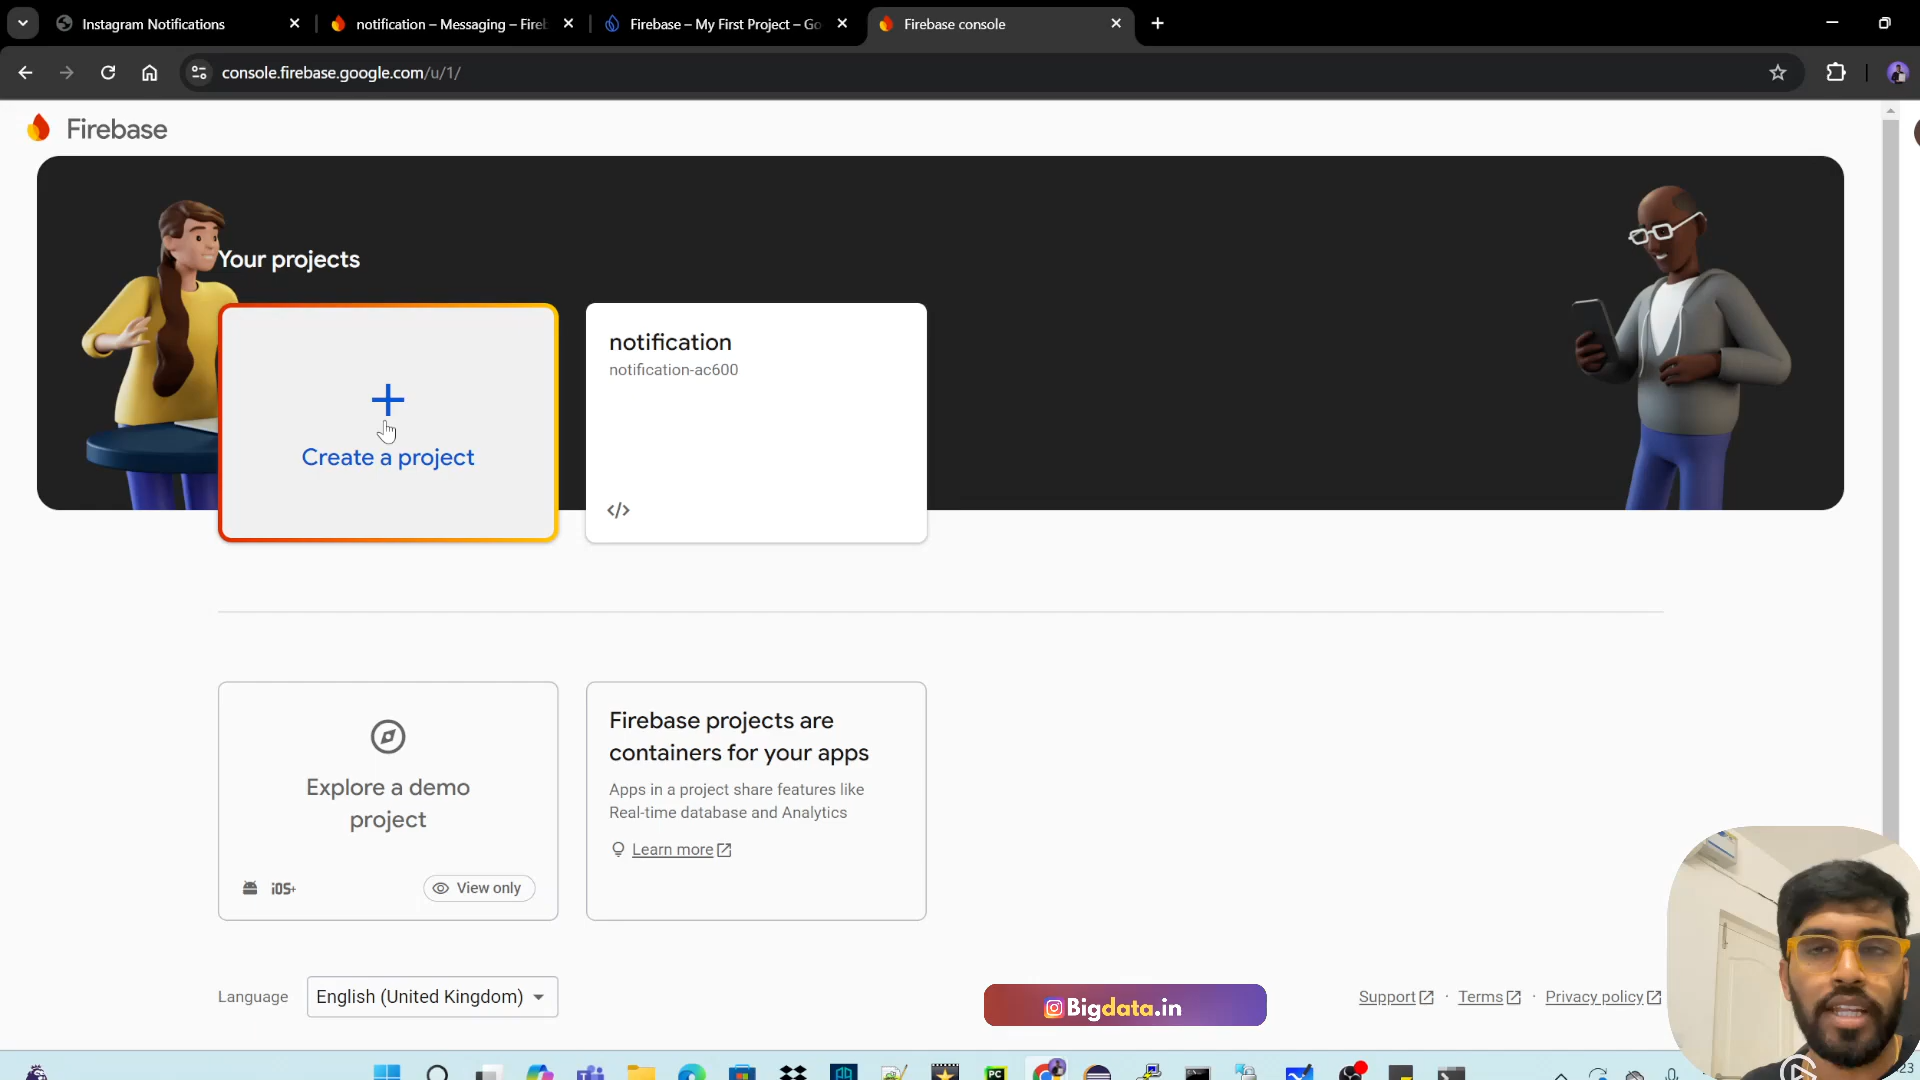 Instagram Notifications
notification – Messaging – Fireb
Firebase – My First Project – Go
Firebase console
console.firebase.google.com/u/1/
Firebase
Your projects
Create a project
notification
notification-ac600
</>
Explore a demo
project
iOS+
View only
Firebase projects are
containers for your apps
Apps in a project share features like
Real-time database and Analytics
Learn more
Language
English (United Kingdom)
Bigdata.in
Support · Terms · Privacy policy
PC